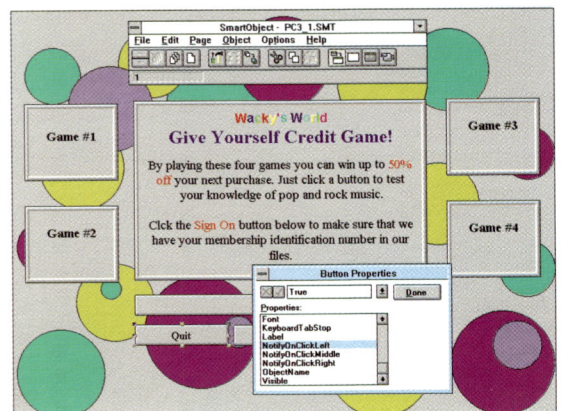 SmartObject - PC3_1.SMT
File Edit Page Object Options Help
1
Game #1
Game #2
Wacky's World
Give Yourself Credit Game!
By playing these four games you can win up to 50%
off your next purchase. Just click a button to test
your knowledge of pop and rock music.
Click the Sign On button below to make sure that we
have your membership identification number in our
files.
Game #3
Game #4
Quit
Button Properties
True
Done
Properties:
Font
KeyboardTabStop
Label
NotifyOnClickLeft
NotifyOnClickMiddle
NotifyOnClickRight
ObjectName
Visible